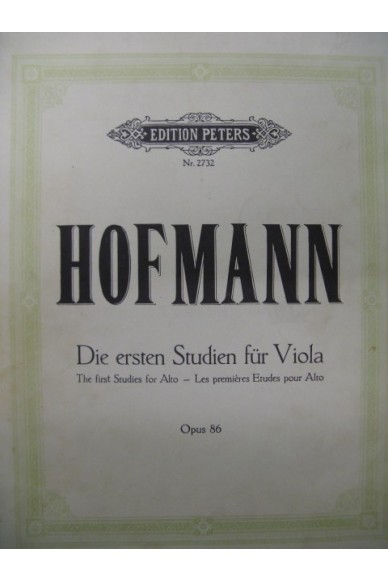 EDITION PETERS
Nr. 2732
HOFMANN
Die ersten Studien für Viola
The first Studies for Alto – Les premières Etudes pour Alto
Opus 86